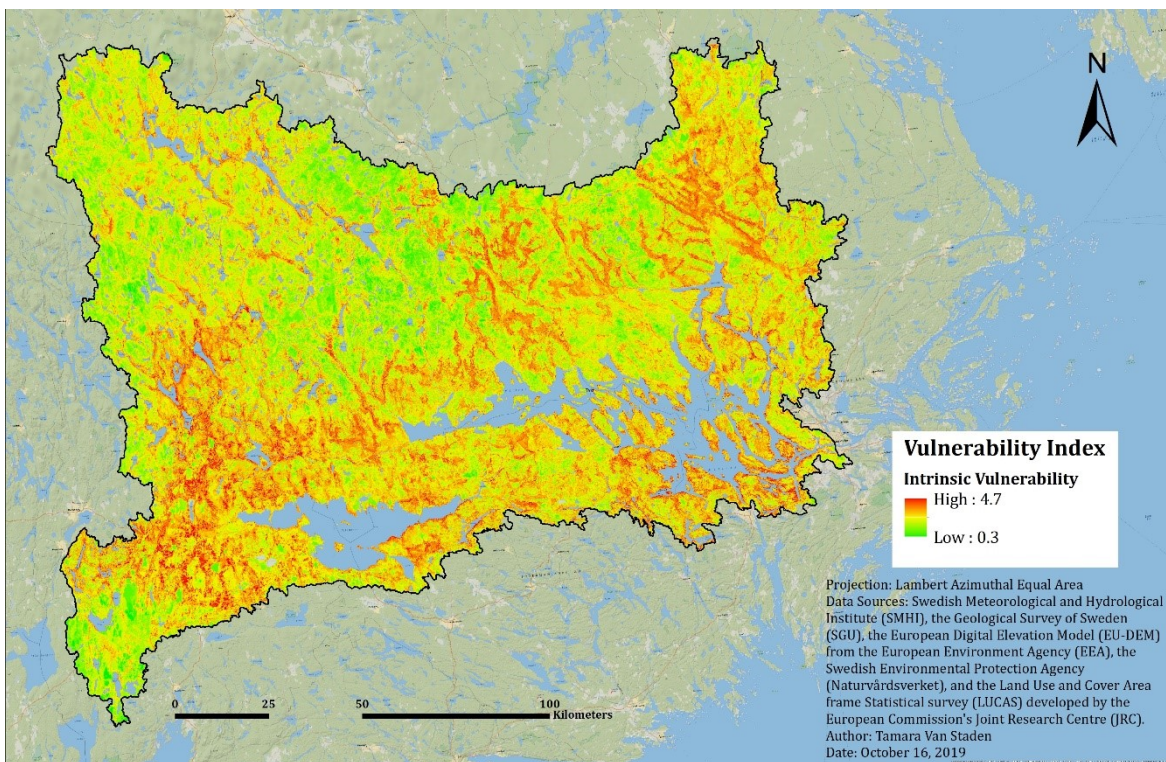 N
Vulnerability Index
Intrinsic Vulnerability
High : 4.7
Low : 0.3
Projection: Lambert Azimuthal Equal Area
Data Sources: Swedish Meteorological and Hydrological
Institute (SMHI), the Geological Survey of Sweden
(SGU), the European Digital Elevation Model (EU-DEM)
from the European Environment Agency (EEA), the
Swedish Environmental Protection Agency
(Naturvårdsverket), and the Land Use and Cover Area
frame Statistical survey (LUCAS) developed by the
European Commission's Joint Research Centre (JRC).
Author: Tamara Van Staden
Date: October 16, 2019
0 25 50 100
Kilometers